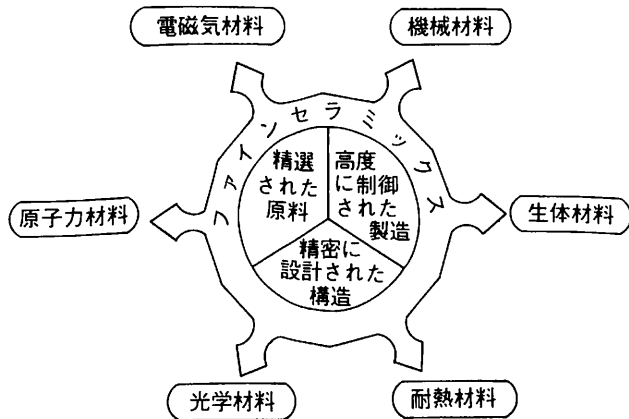 電磁気材料
機械材料
ファインセラミックス
精選
された
原料
高度
に制御
された
製造
精密に
設計された
構造
原子力材料
生体材料
光学材料
耐熱材料